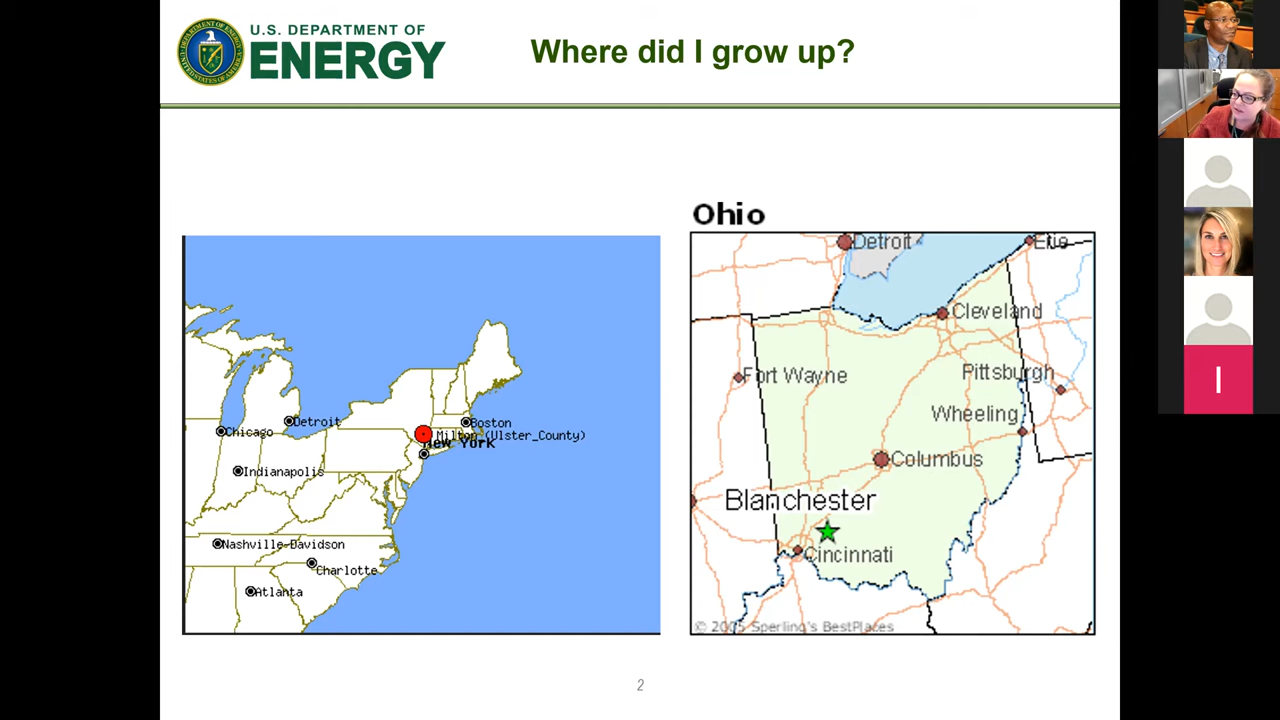 U.S. DEPARTMENT OF
ENERGY
Where did I grow up?
Detroit
Boston
Chicago
Milton (Ulster_County)
New York
Indianapolis
Nashville-Davidson
Charlotte
Atlanta
Ohio
Detroit
Erie
Cleveland
Fort Wayne
Pittsburgh
Wheeling
Columbus
Blanchester
Cincinnati
© 2005 Sperling's BestPlaces
2
I